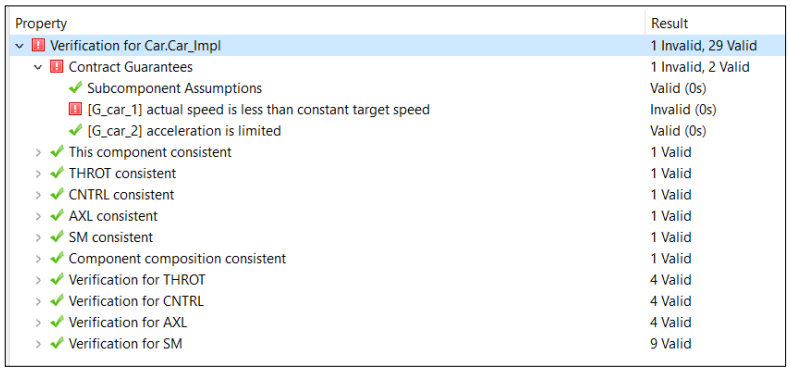 Property Result
Verification for Car.Car_Impl 1 Invalid, 29 Valid
Contract Guarantees 1 Invalid, 2 Valid
Subcomponent Assumptions Valid (0s)
[G_car_1] actual speed is less than constant target speed Invalid (0s)
[G_car_2] acceleration is limited Valid (0s)
This component consistent 1 Valid
THROT consistent 1 Valid
CNTRL consistent 1 Valid
AXL consistent 1 Valid
SM consistent 1 Valid
Component composition consistent 1 Valid
Verification for THROT 4 Valid
Verification for CNTRL 4 Valid
Verification for AXL 4 Valid
Verification for SM 9 Valid